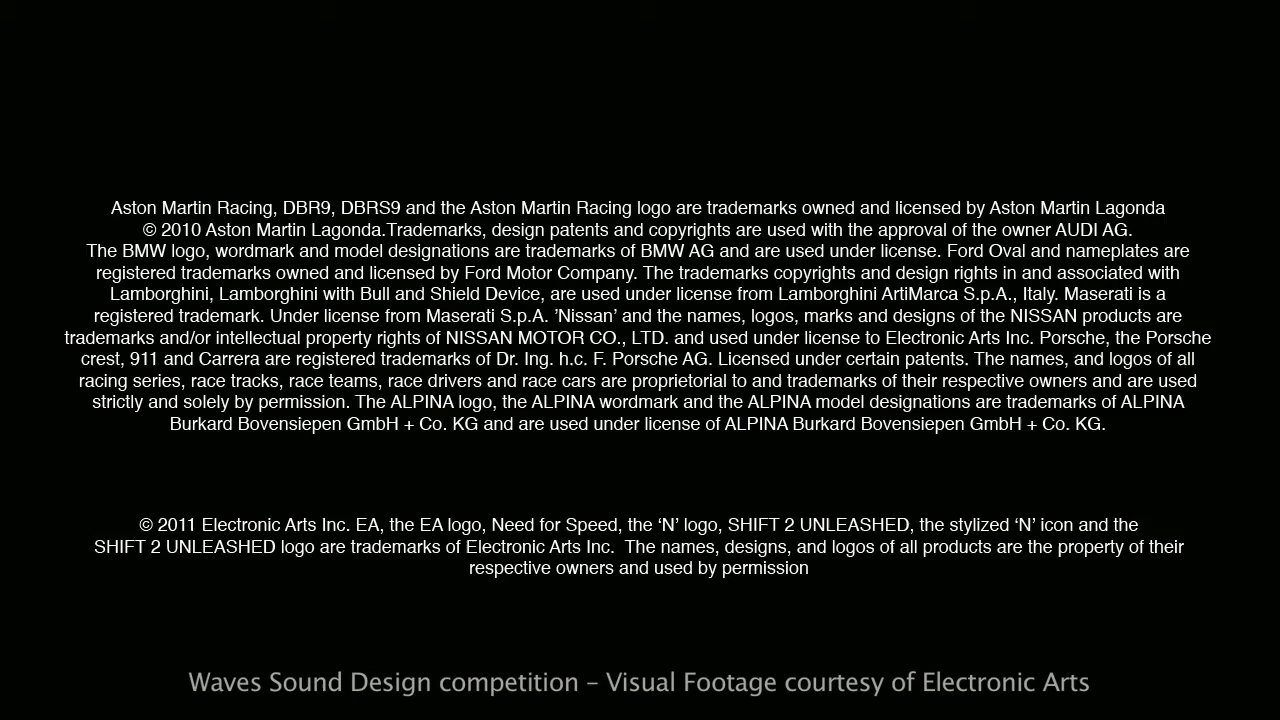 Aston Martin Racing, DBR9, DBRS9 and the Aston Martin Racing logo are trademarks owned and licensed by Aston Martin Lagonda
© 2010 Aston Martin Lagonda.Trademarks, design patents and copyrights are used with the approval of the owner AUDI AG.
The BMW logo, wordmark and model designations are trademarks of BMW AG and are used under license. Ford Oval and nameplates are
registered trademarks owned and licensed by Ford Motor Company. The trademarks copyrights and design rights in and associated with
Lamborghini, Lamborghini with Bull and Shield Device, are used under license from Lamborghini ArtiMarca S.p.A., Italy. Maserati is a
registered trademark. Under license from Maserati S.p.A. ’Nissan’ and the names, logos, marks and designs of the NISSAN products are
trademarks and/or intellectual property rights of NISSAN MOTOR CO., LTD. and used under license to Electronic Arts Inc. Porsche, the Porsche
crest, 911 and Carrera are registered trademarks of Dr. Ing. h.c. F. Porsche AG. Licensed under certain patents. The names, and logos of all
racing series, race tracks, race teams, race drivers and race cars are proprietorial to and trademarks of their respective owners and are used
strictly and solely by permission. The ALPINA logo, the ALPINA wordmark and the ALPINA model designations are trademarks of ALPINA
Burkard Bovensiepen GmbH + Co. KG and are used under license of ALPINA Burkard Bovensiepen GmbH + Co. KG.
© 2011 Electronic Arts Inc. EA, the EA logo, Need for Speed, the ‘N’ logo, SHIFT 2 UNLEASHED, the stylized ‘N’ icon and the
SHIFT 2 UNLEASHED logo are trademarks of Electronic Arts Inc.  The names, designs, and logos of all products are the property of their
respective owners and used by permission
Waves Sound Design competition – Visual Footage courtesy of Electronic Arts